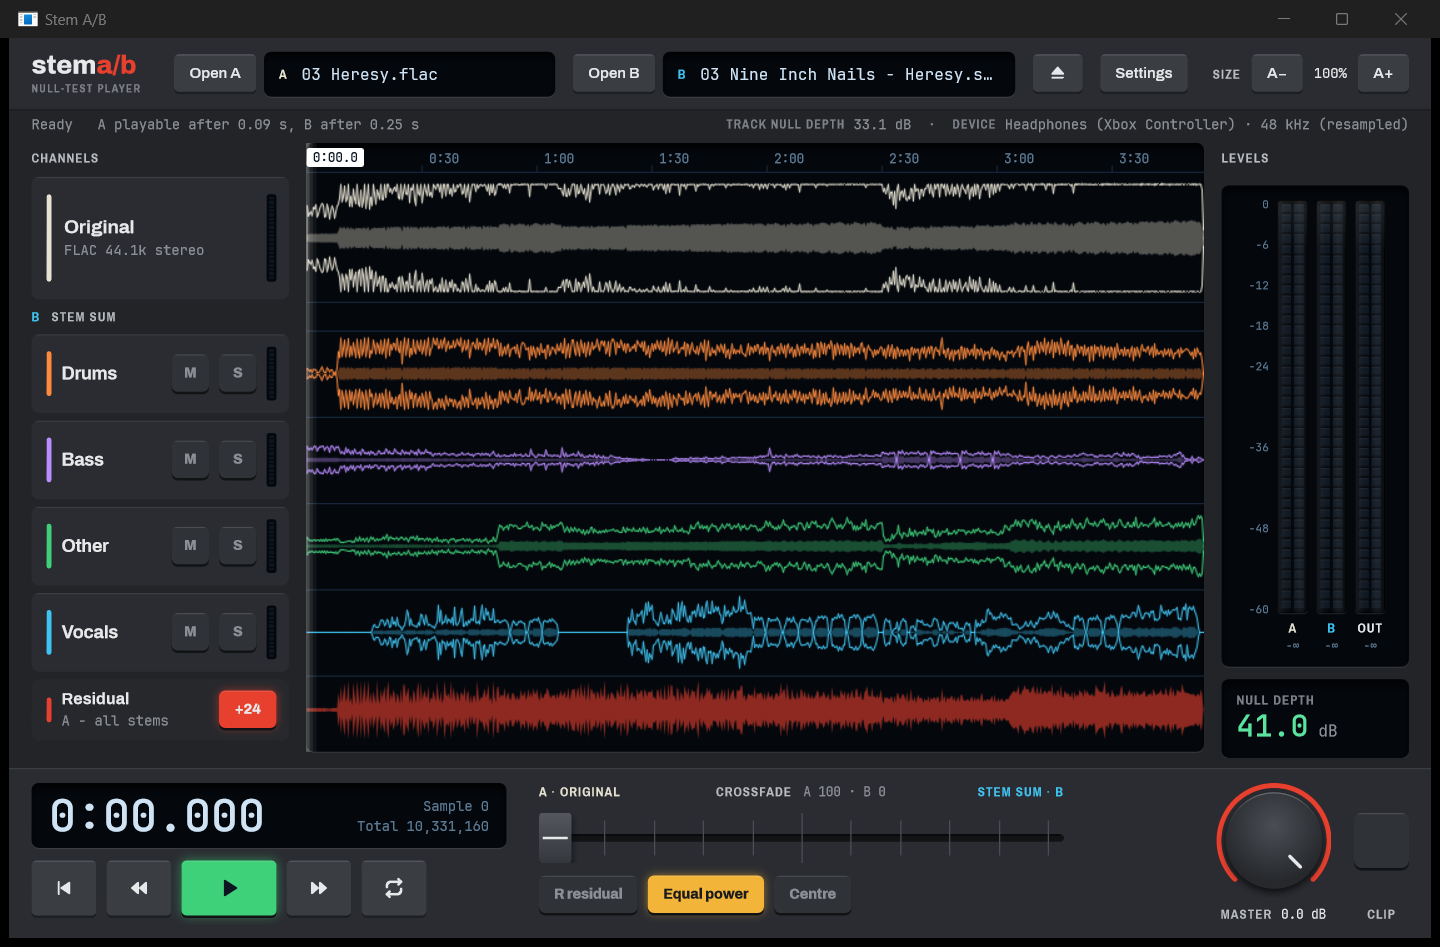 Stem A/B
stema/b
NULL-TEST PLAYER
Open A
A 03 Heresy.flac
Open B
B 03 Nine Inch Nails - Heresy.s…
Settings
SIZE A− 100% A+
Ready A playable after 0.09 s, B after 0.25 s
TRACK NULL DEPTH 33.1 dB · DEVICE Headphones (Xbox Controller) · 48 kHz (resampled)
CHANNELS
0:00.0 0:30 1:00 1:30 2:00 2:30 3:00 3:30
LEVELS
Original
FLAC 44.1k stereo
B STEM SUM
Drums M S
Bass M S
Other M S
Vocals M S
Residual
A - all stems
+24
0
-6
-12
-18
-24
-36
-48
-60
A B OUT
-∞ -∞ -∞
NULL DEPTH
41.0 dB
0:00.000
Sample 0
Total 10,331,160
A · ORIGINAL CROSSFADE A 100 · B 0 STEM SUM · B
R residual Equal power Centre
MASTER 0.0 dB CLIP